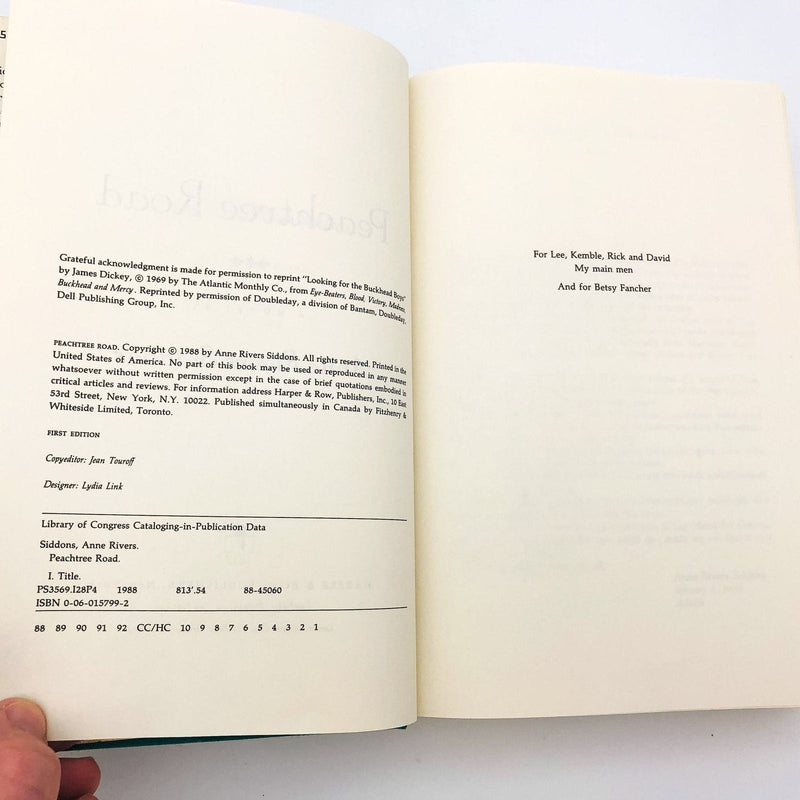 Grateful acknowledgment is made for permission to reprint "Looking for the Buckhead Boys"
by James Dickey, © 1969 by The Atlantic Monthly Co., from Eye-Beaters, Blood, Victory, Madness,
Buckhead and Mercy. Reprinted by permission of Doubleday, a division of Bantam, Doubleday,
Dell Publishing Group, Inc.
PEACHTREE ROAD. Copyright © 1988 by Anne Rivers Siddons. All rights reserved. Printed in the
United States of America. No part of this book may be used or reproduced in any manner
whatsoever without written permission except in the case of brief quotations embodied in
critical articles and reviews. For information address Harper & Row, Publishers, Inc., 10 East
53rd Street, New York, N.Y. 10022. Published simultaneously in Canada by Fitzhenry &
Whiteside Limited, Toronto.
FIRST EDITION
Copyeditor: Jean Touroff
Designer: Lydia Link
Library of Congress Cataloging-in-Publication Data
Siddons, Anne Rivers.
Peachtree Road.
I. Title.
PS3569.I28P4 1988 813'.54 88-45060
ISBN 0-06-015799-2
88 89 90 91 92 CC/HC 10 9 8 7 6 5 4 3 2 1
For Lee, Kemble, Rick and David
My main men
And for Betsy Fancher